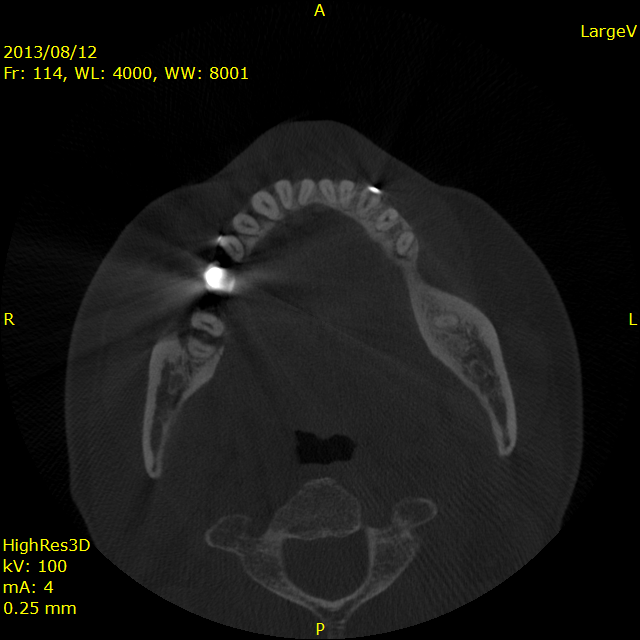 A
LargeV
2013/08/12
Fr: 114, WL: 4000, WW: 8001
R
L
HighRes3D
kV: 100
mA: 4
0.25 mm
P